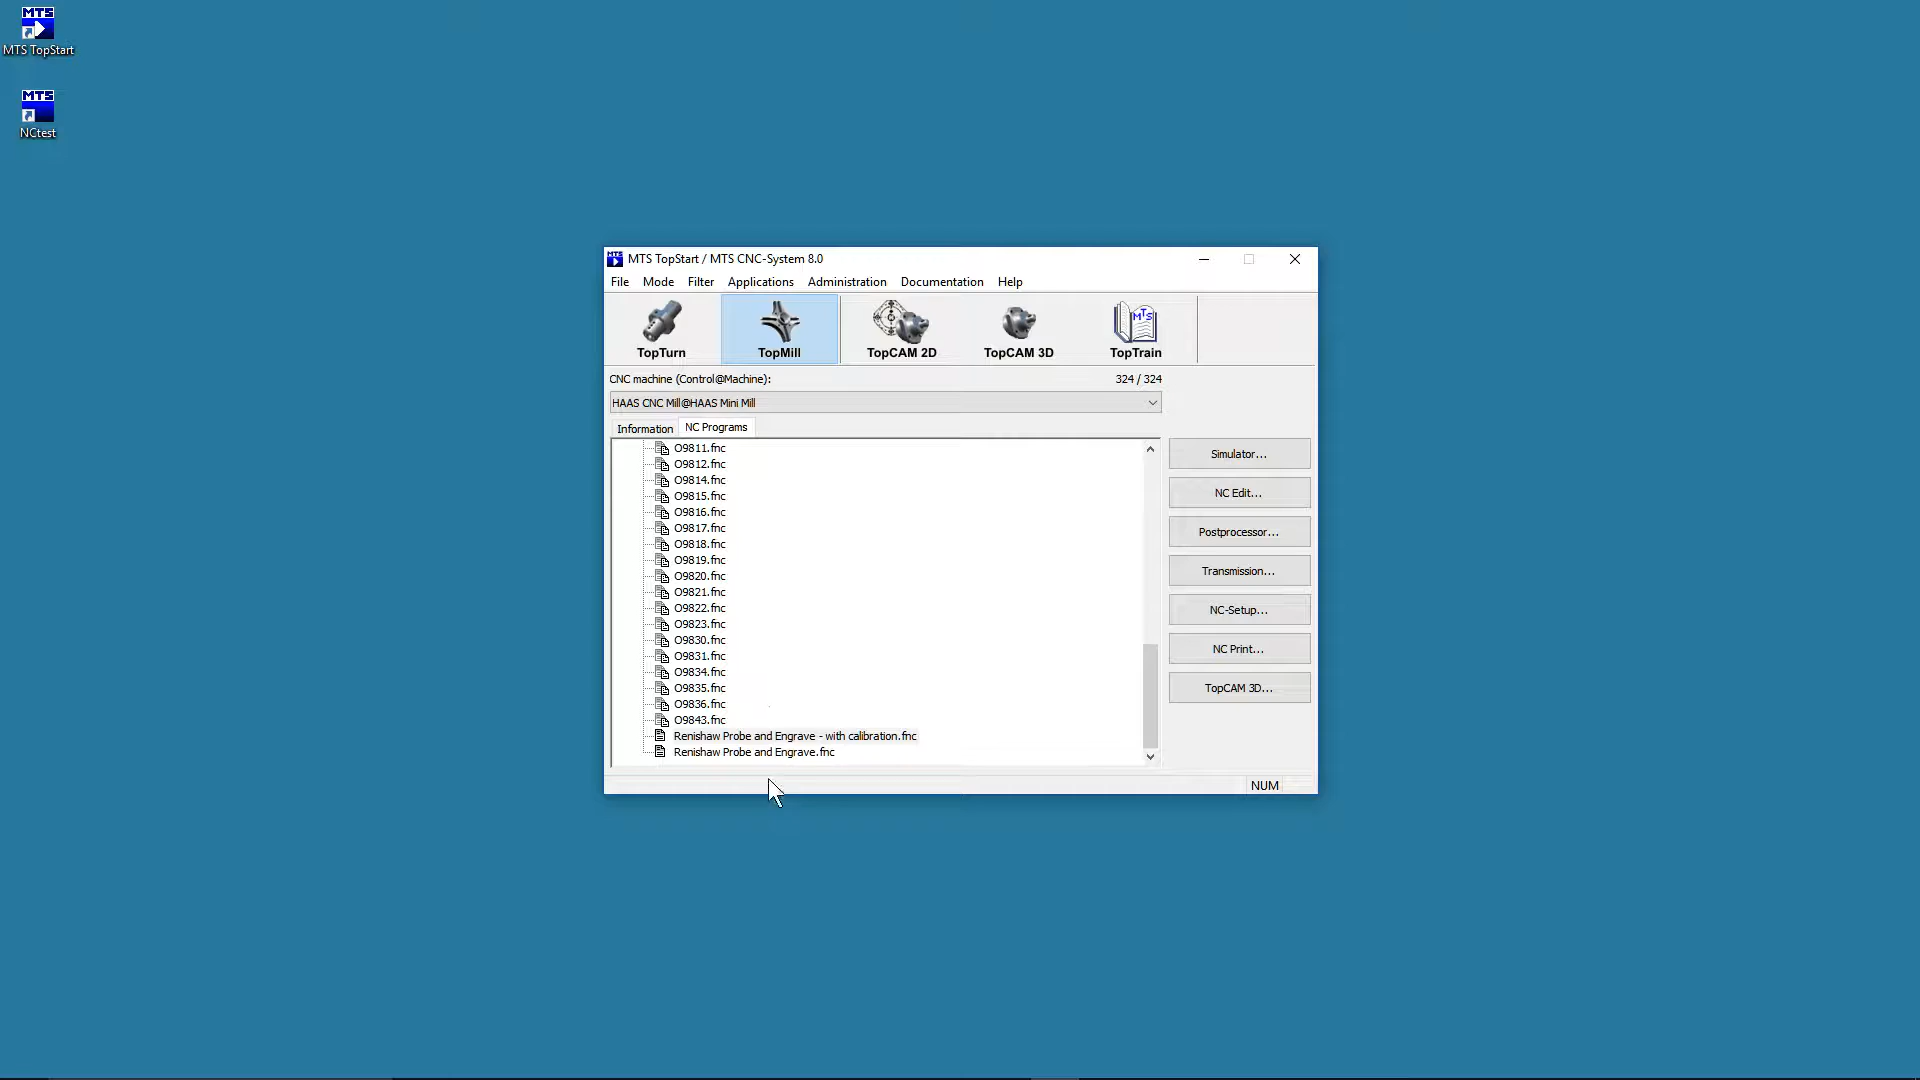 MTS
MTS TopStart
MTS
NCtest
MTS TopStart / MTS CNC-System 8.0
File Mode Filter Applications Administration Documentation Help
MTS
TopTurn TopMill TopCAM 2D TopCAM 3D TopTrain
CNC machine (Control@Machine): 324 / 324
HAAS CNC Mill@HAAS Mini Mill
Information NC Programs
O9811.fnc
O9812.fnc
O9814.fnc
O9815.fnc
O9816.fnc
O9817.fnc
O9818.fnc
O9819.fnc
O9820.fnc
O9821.fnc
O9822.fnc
O9823.fnc
O9830.fnc
O9831.fnc
O9834.fnc
O9835.fnc
O9836.fnc
O9843.fnc
Renishaw Probe and Engrave - with calibration.fnc
Renishaw Probe and Engrave.fnc
Simulator...
NC Edit...
Postprocessor...
Transmission...
NC-Setup...
NC Print...
TopCAM 3D...
NUM